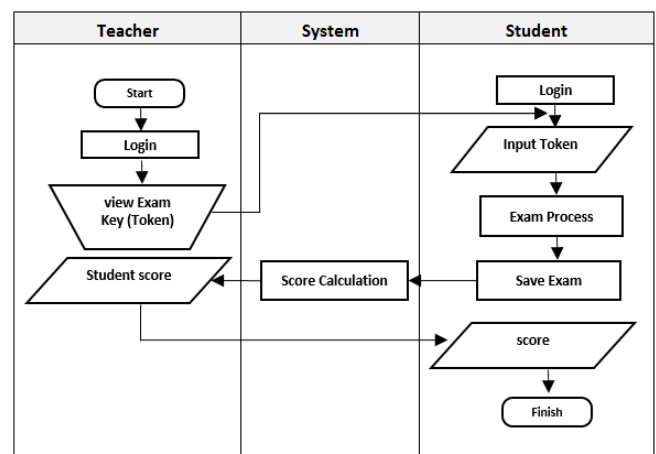 Teacher
System
Student
Start
Login
view Exam
Key (Token)
Student score
Score Calculation
Login
Input Token
Exam Process
Save Exam
score
Finish